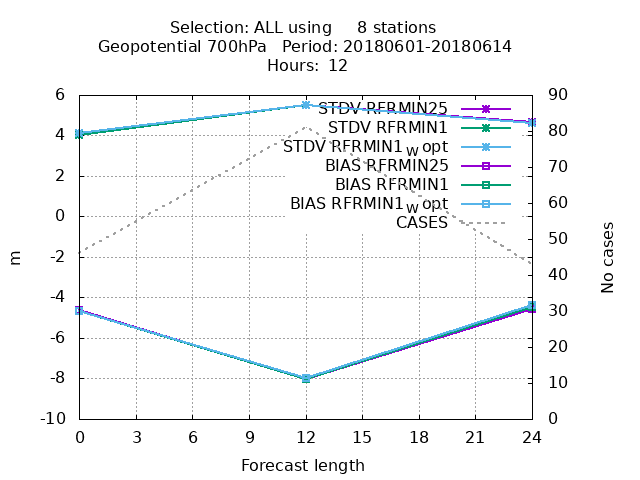 Selection: ALL using     8 stations
Geopotential 700hPa   Period: 20180601-20180614
Hours: 12
6
4
2
0
-2
-4
-6
-8
-10
m
90
80
70
60
50
40
30
20
10
0
No cases
STDV RFRMIN25
STDV RFRMIN1
STDV RFRMIN1W opt
BIAS RFRMIN25
BIAS RFRMIN1
BIAS RFRMIN1W opt
CASES
0 3 6 9 12 15 18 21 24
Forecast length